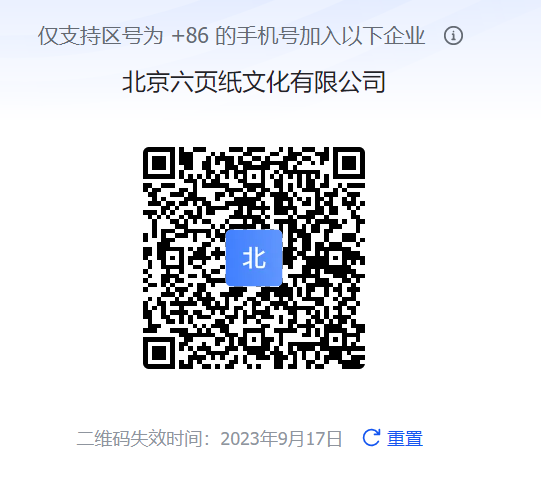 仅支持区号为 +86 的手机号加入以下企业
北京六页纸文化有限公司
北
二维码失效时间：2023年9月17日 重置